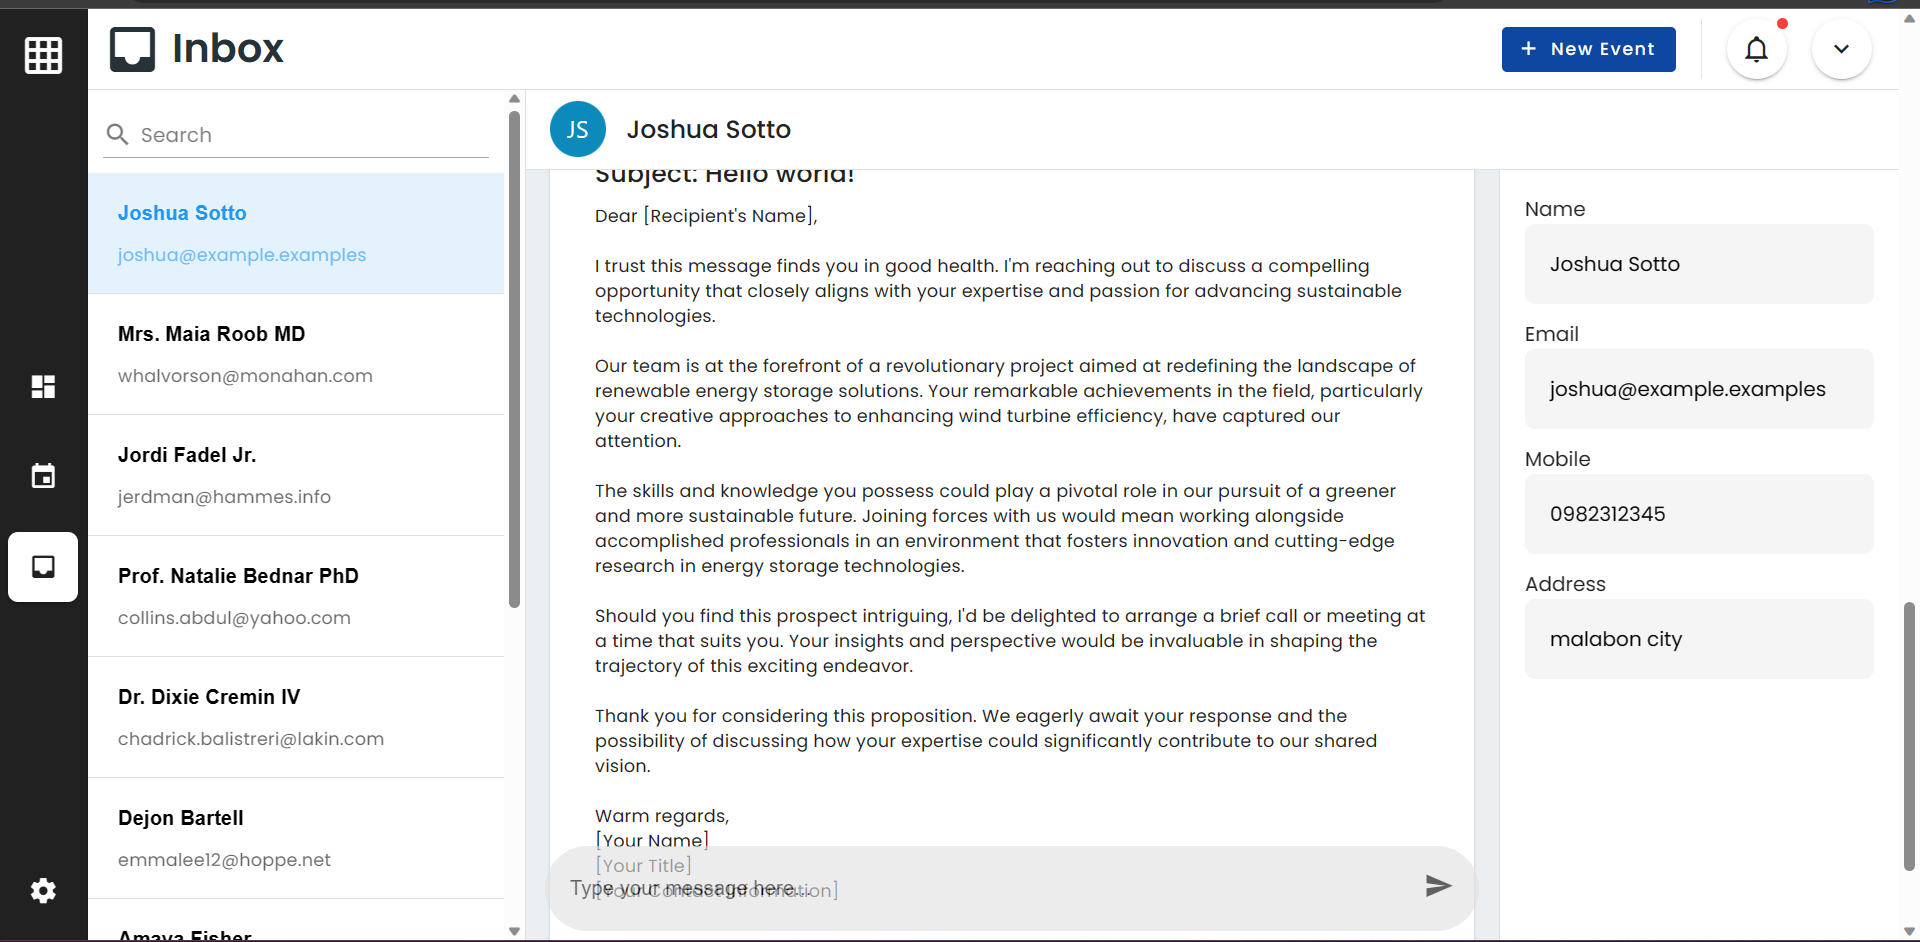 Inbox
+ New Event
Search
Joshua Sotto
joshua@example.examples
Mrs. Maia Roob MD
whalvorson@monahan.com
Jordi Fadel Jr.
jerdman@hammes.info
Prof. Natalie Bednar PhD
collins.abdul@yahoo.com
Dr. Dixie Cremin IV
chadrick.balistreri@lakin.com
Dejon Bartell
emmalee12@hoppe.net
Amaya Fisher
JS
Joshua Sotto
Subject: Hello world!
Dear [Recipient's Name],
I trust this message finds you in good health. I'm reaching out to discuss a compelling
opportunity that closely aligns with your expertise and passion for advancing sustainable
technologies.
Our team is at the forefront of a revolutionary project aimed at redefining the landscape of
renewable energy storage solutions. Your remarkable achievements in the field, particularly
your creative approaches to enhancing wind turbine efficiency, have captured our
attention.
The skills and knowledge you possess could play a pivotal role in our pursuit of a greener
and more sustainable future. Joining forces with us would mean working alongside
accomplished professionals in an environment that fosters innovation and cutting-edge
research in energy storage technologies.
Should you find this prospect intriguing, I'd be delighted to arrange a brief call or meeting at
a time that suits you. Your insights and perspective would be invaluable in shaping the
trajectory of this exciting endeavor.
Thank you for considering this proposition. We eagerly await your response and the
possibility of discussing how your expertise could significantly contribute to our shared
vision.
Warm regards,
[Your Name]
[Your Title]
[Your Contact Information]
Type your message here...
Name
Joshua Sotto
Email
joshua@example.examples
Mobile
0982312345
Address
malabon city